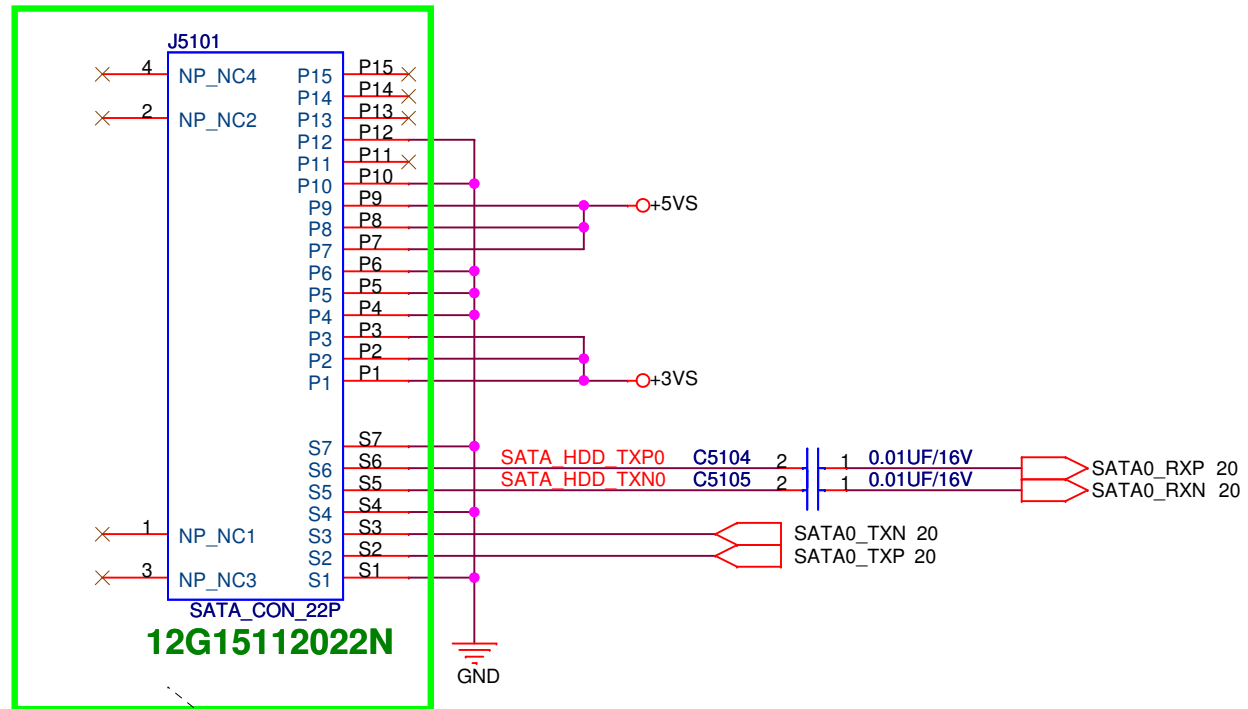 J5101
4 NP_NC4 P15 P15
P14 P14
2 NP_NC2 P13 P13
P12 P12
P11 P11
P10 P10
P9 P9 +5VS
P8 P8
P7 P7
P6 P6
P5 P5
P4 P4
P3 P3
P2 P2
P1 P1 +3VS
S7 S7
S6 S6 SATA_HDD_TXP0 C5104 2 1 0.01UF/16V SATA0_RXP 20
S5 S5 SATA_HDD_TXN0 C5105 2 1 0.01UF/16V SATA0_RXN 20
S4 S4
1 NP_NC1 S3 S3 SATA0_TXN 20
S2 S2 SATA0_TXP 20
3 NP_NC3 S1 S1
SATA_CON_22P
12G15112022N
GND